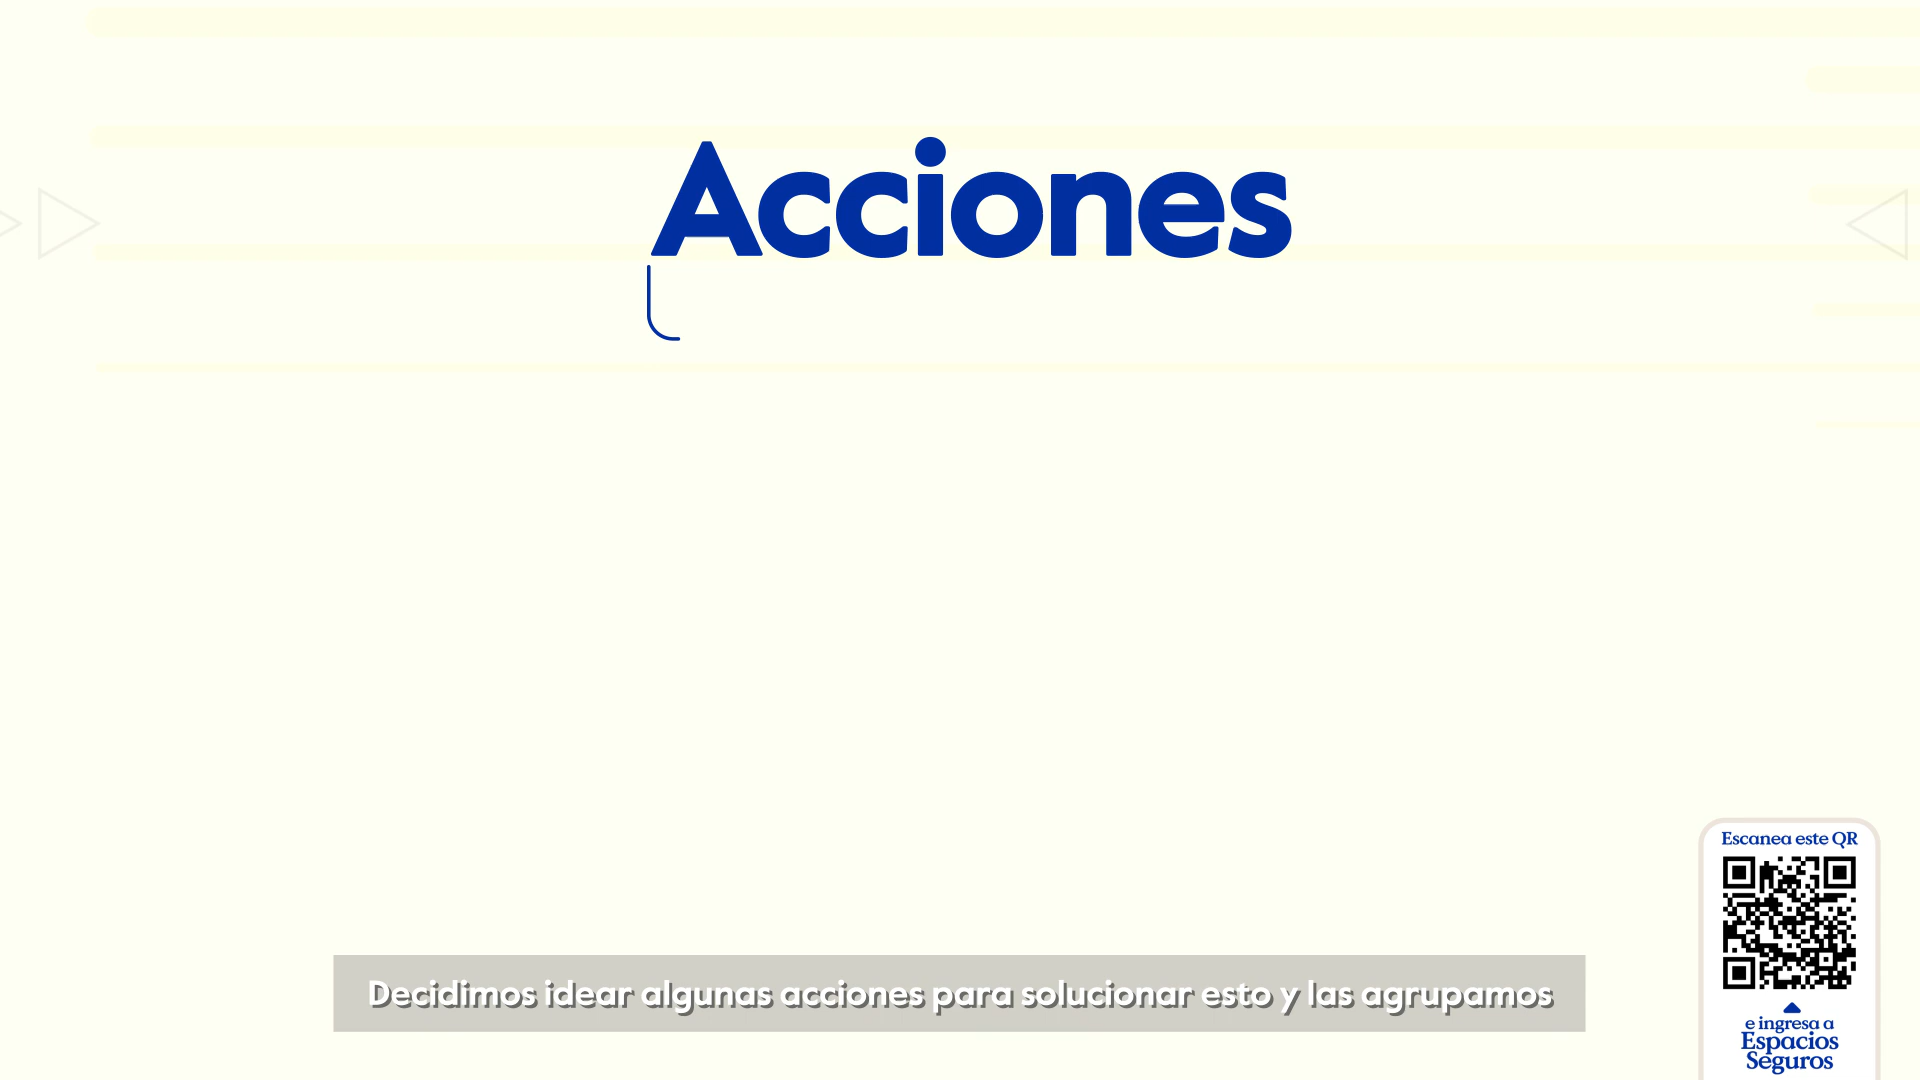 Acciones
Decidimos idear algunas acciones para solucionar esto y las agrupamos
Escanea este QR
e ingresa a
Espacios
Seguros